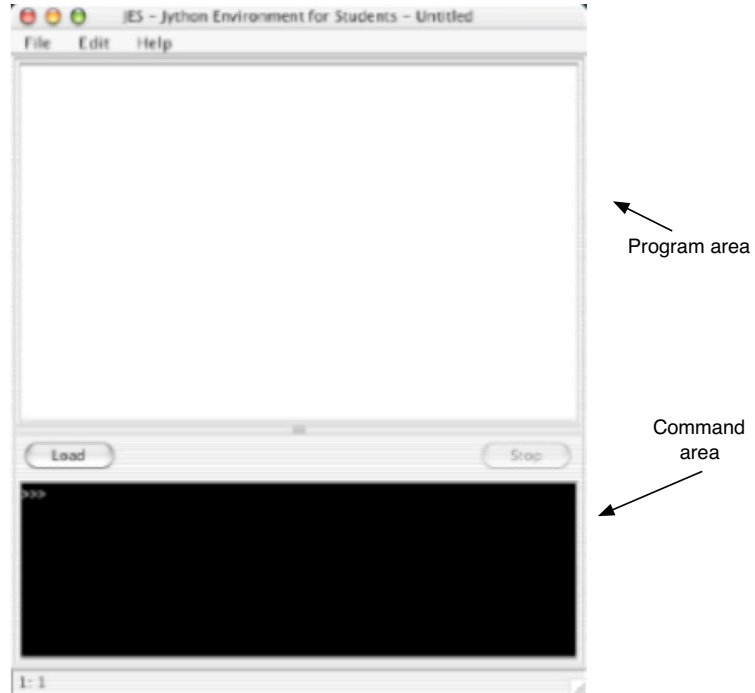 JES - Jython Environment for Students - Untitled
File Edit Help
Program area
Command
area
Load Stop
>>>
1: 1